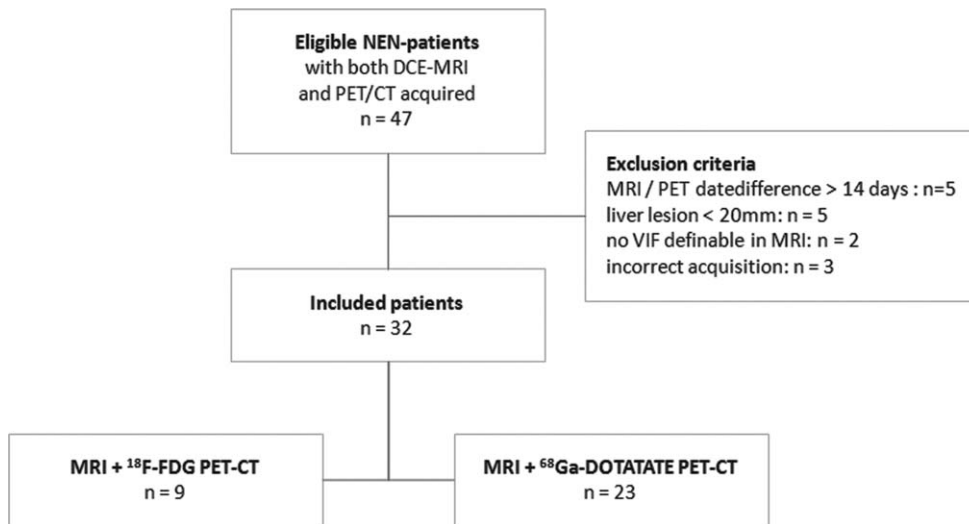 Eligible NEN-patients
with both DCE-MRI
and PET/CT acquired
n = 47
Exclusion criteria
MRI / PET datedifference > 14 days : n=5
liver lesion < 20mm: n = 5
no VIF definable in MRI: n = 2
incorrect acquisition: n = 3
Included patients
n = 32
MRI + ¹⁸F-FDG PET-CT
n = 9
MRI + ⁶⁸Ga-DOTATATE PET-CT
n = 23